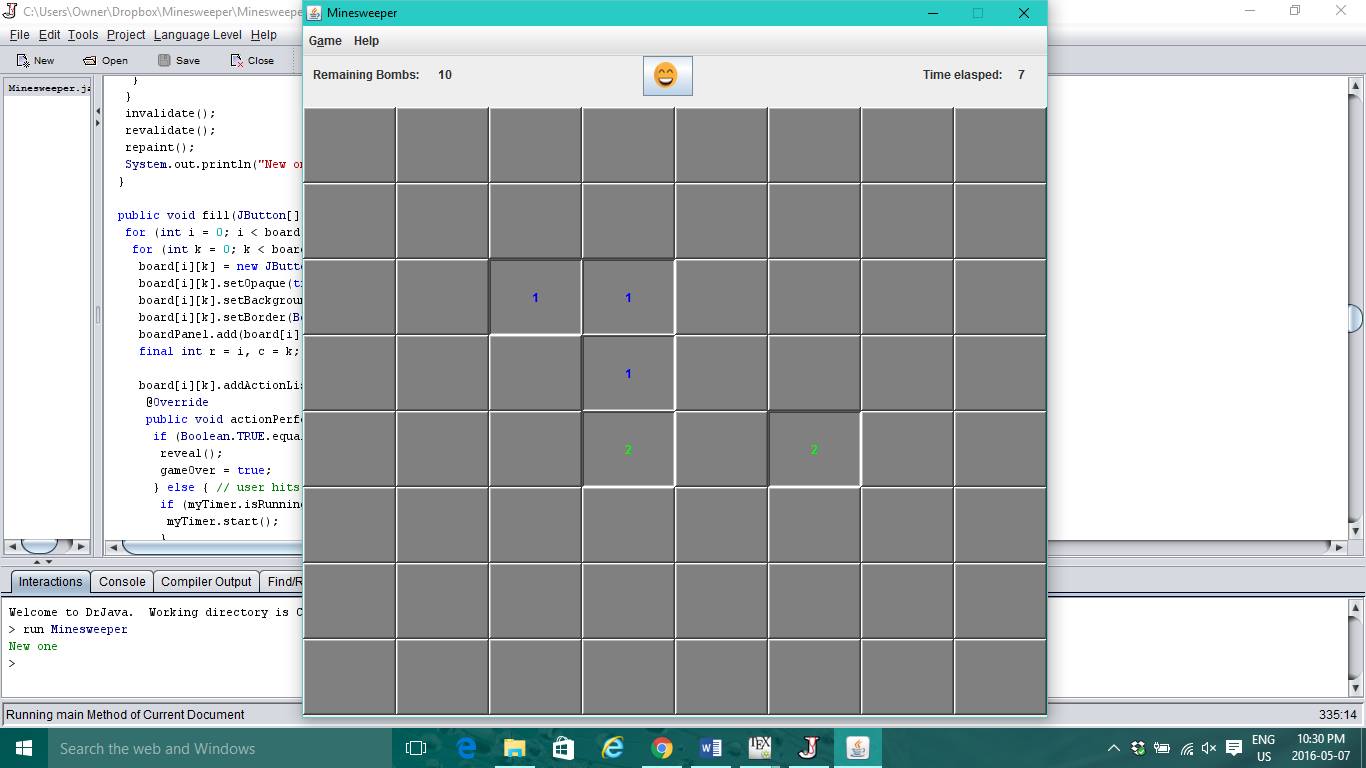 C:\Users\Owner\Dropbox\Minesweeper\Minesweepe
Minesweeper
File Edit Tools Project Language Level Help
Game Help
New Open Save Close
Remaining Bombs: 10
Time elasped: 7
Minesweeper.ja
}
}
invalidate();
revalidate();
repaint();
System.out.println("New on
}
public void fill(JButton[]
for (int i = 0; i < board
for (int k = 0; k < boar
board[i][k] = new JButt
board[i][k].setOpaque(t
board[i][k].setBackgrou
board[i][k].setBorder(B
boardPanel.add(board[i]
final int r = i, c = k;
board[i][k].addActionLi
@Override
public void actionPerf
if (Boolean.TRUE.equa
reveal();
gameOver = true;
} else { // user hits
if (myTimer.isRunnin
myTimer.start();
}
1 1
1
2 2
Interactions Console Compiler Output Find/R
Welcome to DrJava. Working directory is C
> run Minesweeper
New one
>
Running main Method of Current Document
335:14
Search the web and Windows
ENG
US
10:30 PM
2016-05-07